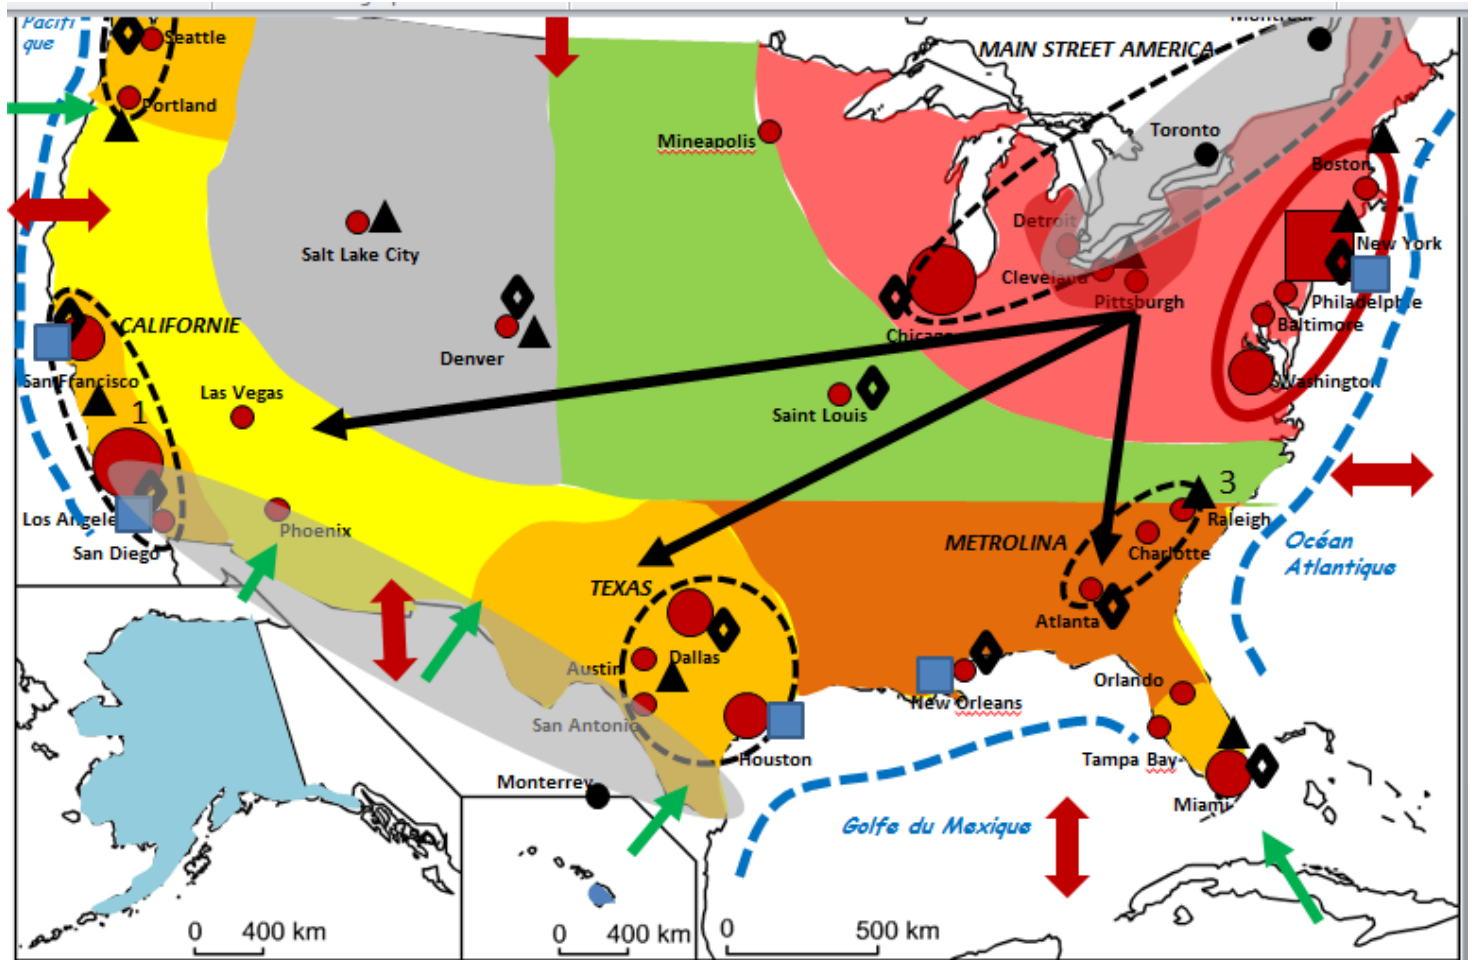 Pacifi
que
Seattle
MAIN STREET AMERICA
Portland
Toronto
Mineapolis
Boston
Detroit
Salt Lake City
New York
Cleveland
Pittsburgh
Philadelphie
CALIFORNIE
Baltimore
Chicago
Denver
San Francisco
Washington
Las Vegas
1
Saint Louis
3
Los Angele
Phoenix
Raleigh
San Diego
METROLINA
Charlotte
Océan
Atlantique
TEXAS
Atlanta
Austin
Dallas
Orlando
New Orleans
San Antonio
Houston
Tampa Bay
Monterrey
Miami
Golfe du Mexique
0 400 km
0 400 km
0 500 km